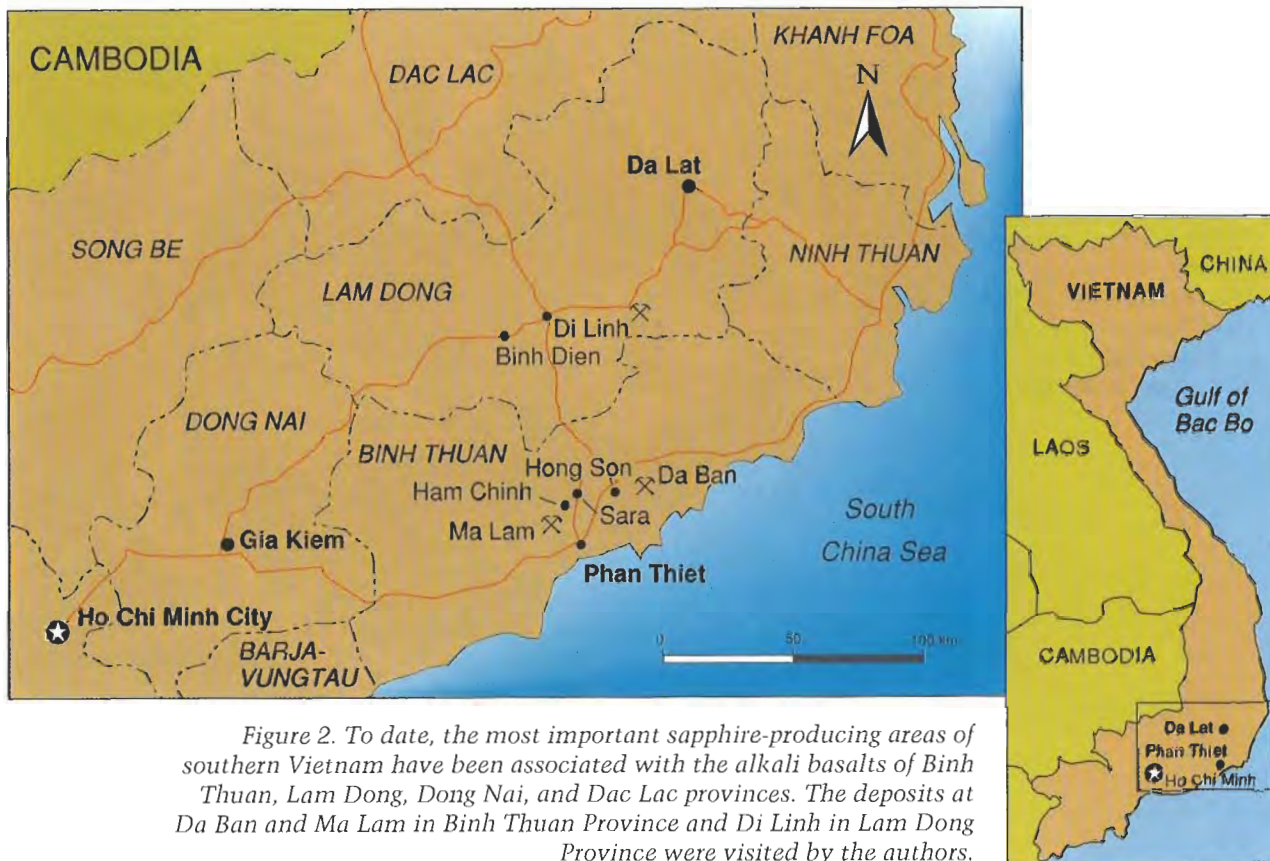 CAMBODIA
DAC LAC
KHANH FOA
N
Da Lat
SONG BE
NINH THUAN
LAM DONG
Di Linh
Binh Dien
DONG NAI
BINH THUAN
Hong Son
Da Ban
Ham Chinh
Sara
Ma Lam
Gia Kiem
Phan Thiet
South
China Sea
Ho Chi Minh City
BARJA-
VUNGTAU
0 50 100 km
CHINA
VIETNAM
Gulf of
Bac Bo
LAOS
CAMBODIA
Da Lat
Phan Thiet
Ho Chi Minh
Figure 2. To date, the most important sapphire-producing areas of
southern Vietnam have been associated with the alkali basalts of Binh
Thuan, Lam Dong, Dong Nai, and Dac Lac provinces. The deposits at
Da Ban and Ma Lam in Binh Thuan Province and Di Linh in Lam Dong
Province were visited by the authors.